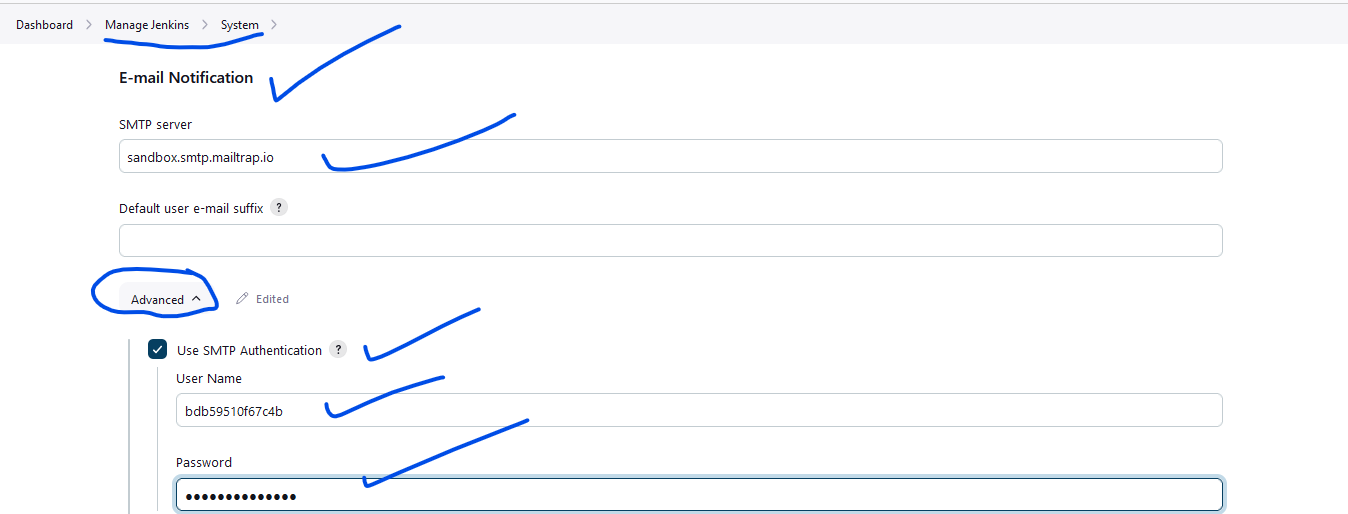 Dashboard > Manage Jenkins > System >
E-mail Notification
SMTP server
sandbox.smtp.mailtrap.io
Default user e-mail suffix ?
Advanced Edited
Use SMTP Authentication ?
User Name
bdb59510f67c4b
Password
••••••••••••••